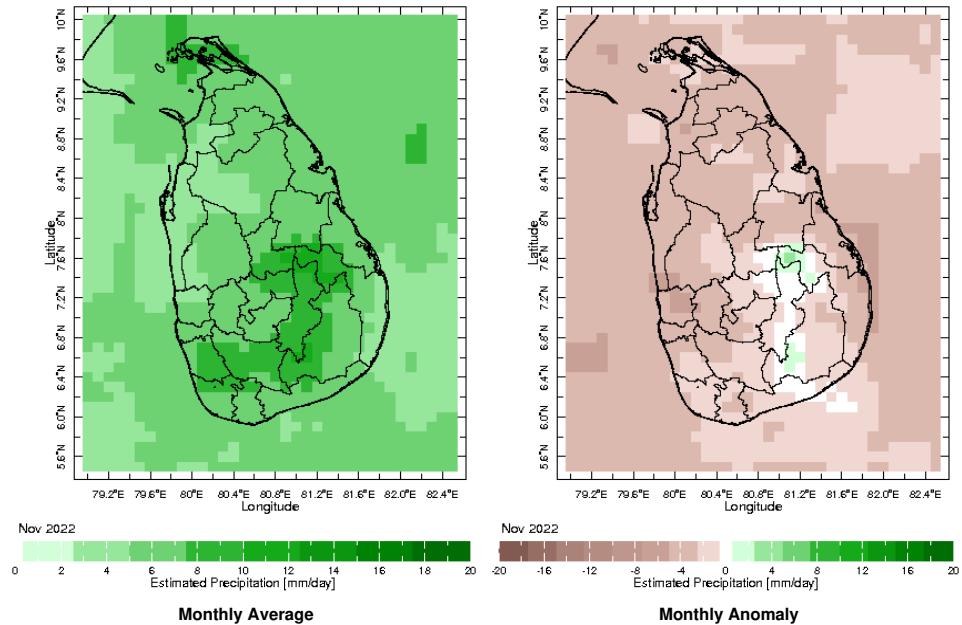 10°N
9.6°N
9.2°N
8.8°N
8.4°N
8°N
7.6°N
7.2°N
6.8°N
6.4°N
6.0°N
5.6°N
Latitude
79.2°E 79.6°E 80°E 80.4°E 80.8°E 81.2°E 81.6°E 82.0°E 82.4°E
Longitude
Nov 2022
0 2 4 6 8 10 12 14 16 18 20
Estimated Precipitation [mm/day]
Monthly Average
10°N
9.6°N
9.2°N
8.8°N
8.4°N
8°N
7.6°N
7.2°N
6.8°N
6.4°N
6.0°N
5.6°N
Latitude
79.2°E 79.6°E 80°E 80.4°E 80.8°E 81.2°E 81.6°E 82.0°E 82.4°E
Longitude
Nov 2022
-20 -16 -12 -8 -4 0 4 8 12 16 20
Estimated Precipitation [mm/day]
Monthly Anomaly